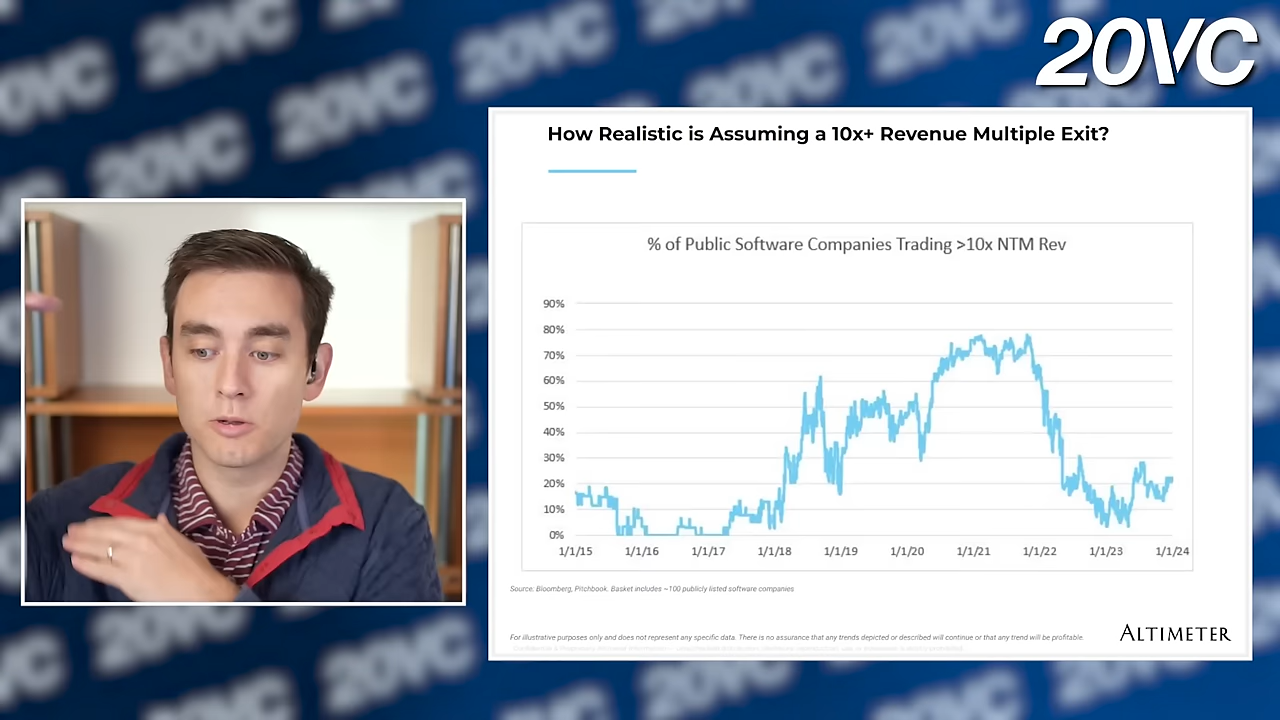 20VC
How Realistic is Assuming a 10x+ Revenue Multiple Exit?
% of Public Software Companies Trading >10x NTM Rev
90%
80%
70%
60%
50%
40%
30%
20%
10%
0%
1/1/15 1/1/16 1/1/17 1/1/18 1/1/19 1/1/20 1/1/21 1/1/22 1/1/23 1/1/24
Source: Bloomberg, Pitchbook. Basket includes ~100 publicly listed software companies
For illustrative purposes only and does not represent any specific data. There is no assurance that any trends depicted or described will continue or that any trend will be profitable.
ALTIMETER